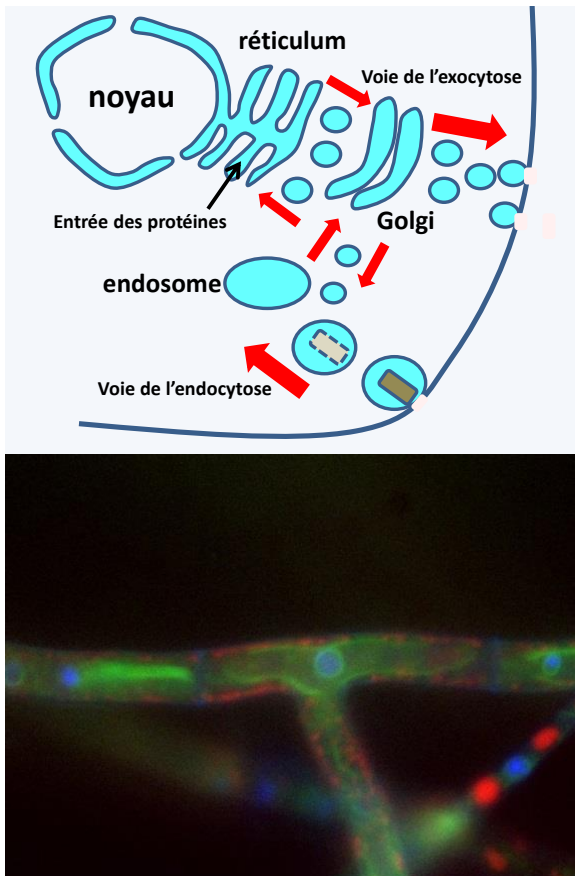 réticulum
Voie de l’exocytose
noyau
Entrée des protéines
Golgi
endosome
Voie de l’endocytose